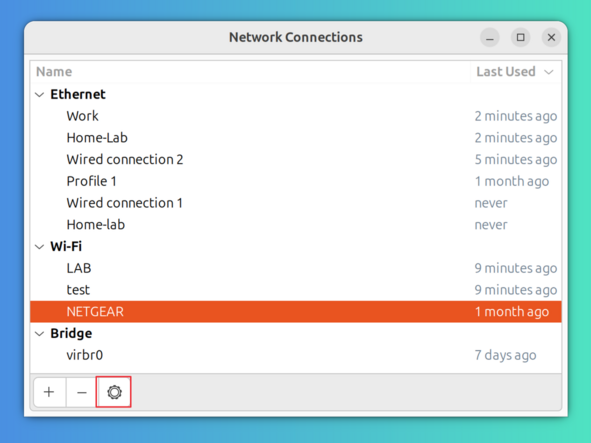 Network Connections
Name Last Used
Ethernet
Work 2 minutes ago
Home-Lab 2 minutes ago
Wired connection 2 5 minutes ago
Profile 1 1 month ago
Wired connection 1 never
Home-lab never
Wi-Fi
LAB 9 minutes ago
test 9 minutes ago
NETGEAR 1 month ago
Bridge
virbr0 7 days ago